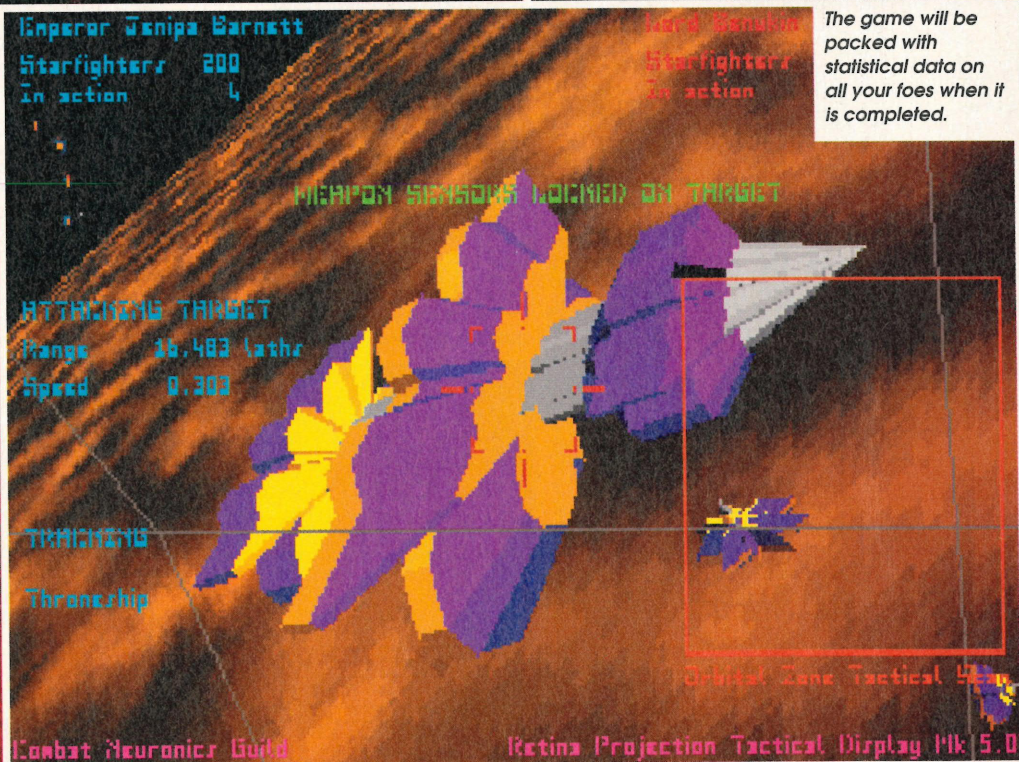 Emperor Jenipa Barnett
Starfighters 200
In action 4
Lord
Starfighters
In action
The game will be
packed with
statistical data on
all your foes when it
is completed.
WEAPON SENSORS LOCKED ON TARGET
ATTACKING TARGET
Range 16.483 laths
Speed 0.303
TRACKING
Throneship
Orbital Zone Tactical Scan
Combat Neuronics Guild
Retina Projection Tactical Display Mk 5.0